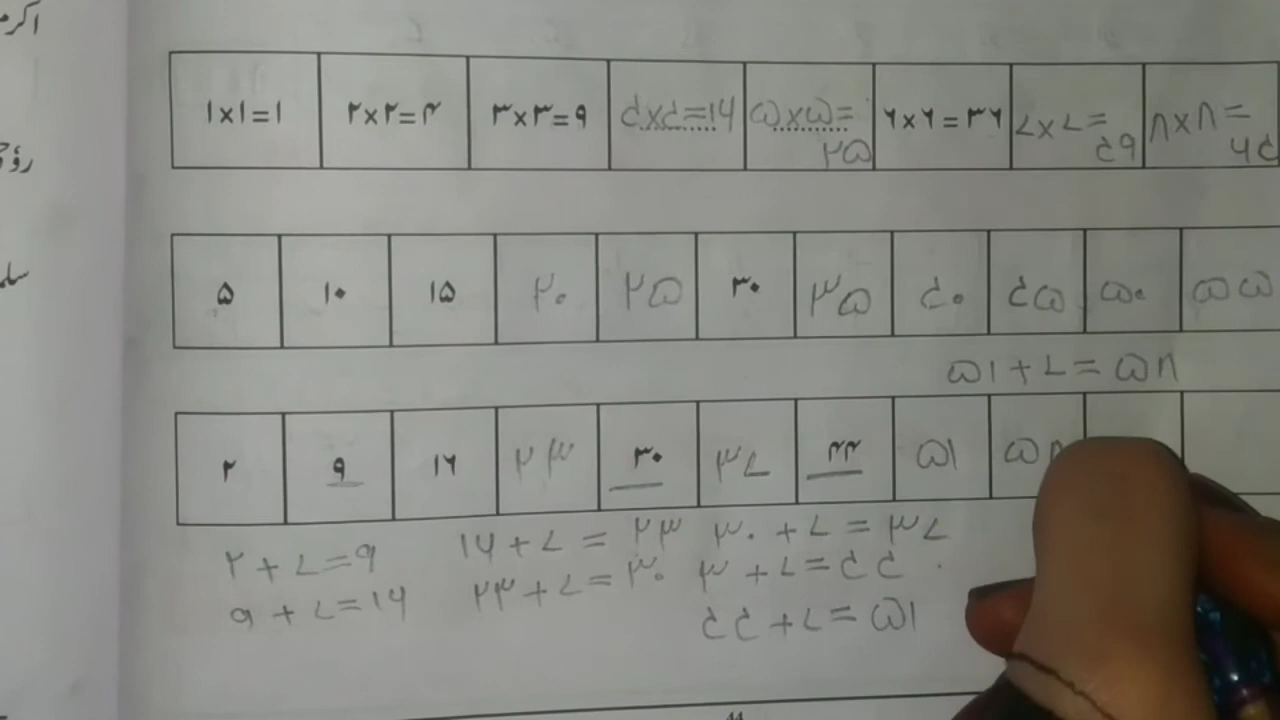 ۱×۱=۱ ۲×۲=۴ ۳×۳=۹ ۴×۴=۱۶ ۵×۵=۲۵ ۶×۶=۳۶ ۷×۷=۴۹ ۸×۸=۶۴
۵ ۱۰ ۱۵ ۲۰ ۲۵ ۳۰ ۳۵ ۴۰ ۴۵ ۵۰ ۵۵
۵۱+۷=۵۸
۲ ۹ ۱۶ ۲۳ ۳۰ ۳۷ ۴۴ ۵۱ ۵۸
۲+۷=۹ ۱۶+۷=۲۳ ۳۰+۷=۳۷
۹+۷=۱۶ ۲۳+۷=۳۰ ۳+۷=۴۴
۴۴+۷=۵۱